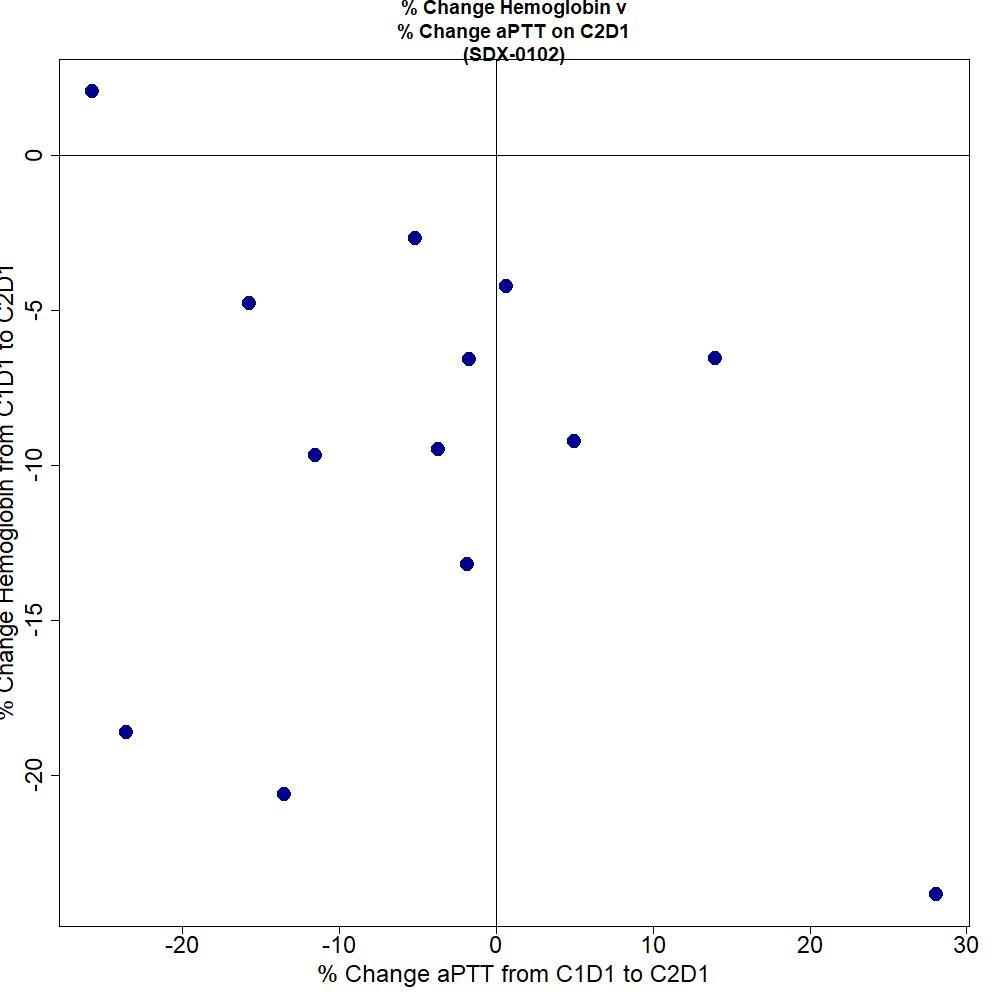 % Change Hemoglobin v
% Change aPTT on C2D1
(SDX-0102)
% Change Hemoglobin from C1D1 to C2D1
0
-5
-10
-15
-20
-20
-10
0
10
20
30
% Change aPTT from C1D1 to C2D1